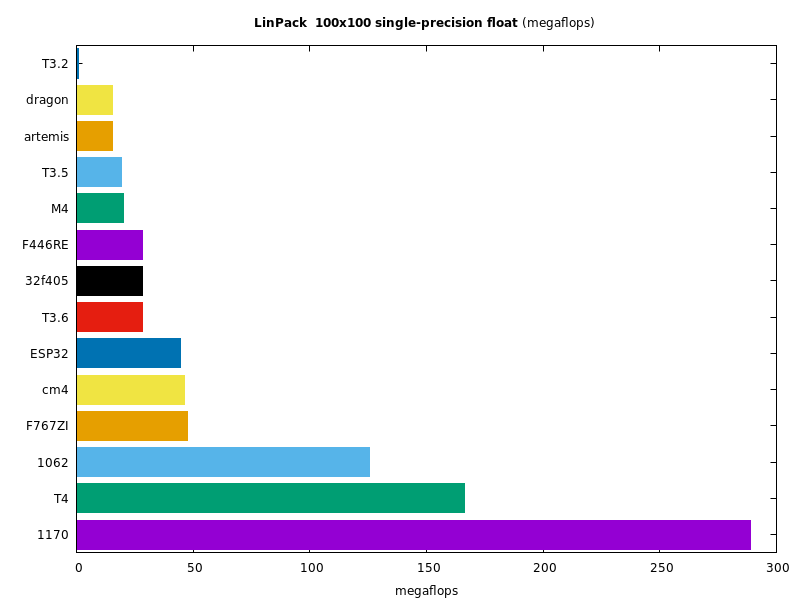 LinPack 100x100 single-precision float (megaflops)
T3.2
dragon
artemis
T3.5
M4
F446RE
32f405
T3.6
ESP32
cm4
F767ZI
1062
T4
1170
0 50 100 150 200 250 300
megaflops